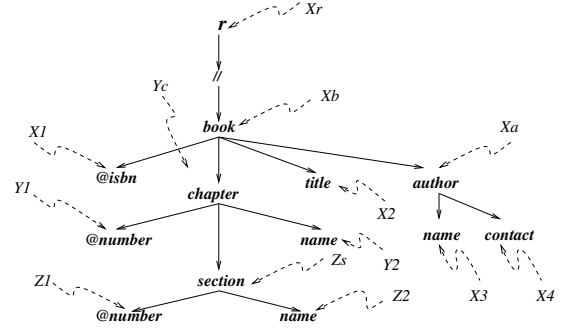 r Xr
//
Yc Xb
book
X1 Xa
@isbn title author
Y1 chapter X2
@number name name contact
Zs Y2
Z1 section Z2 X3 X4
@number name